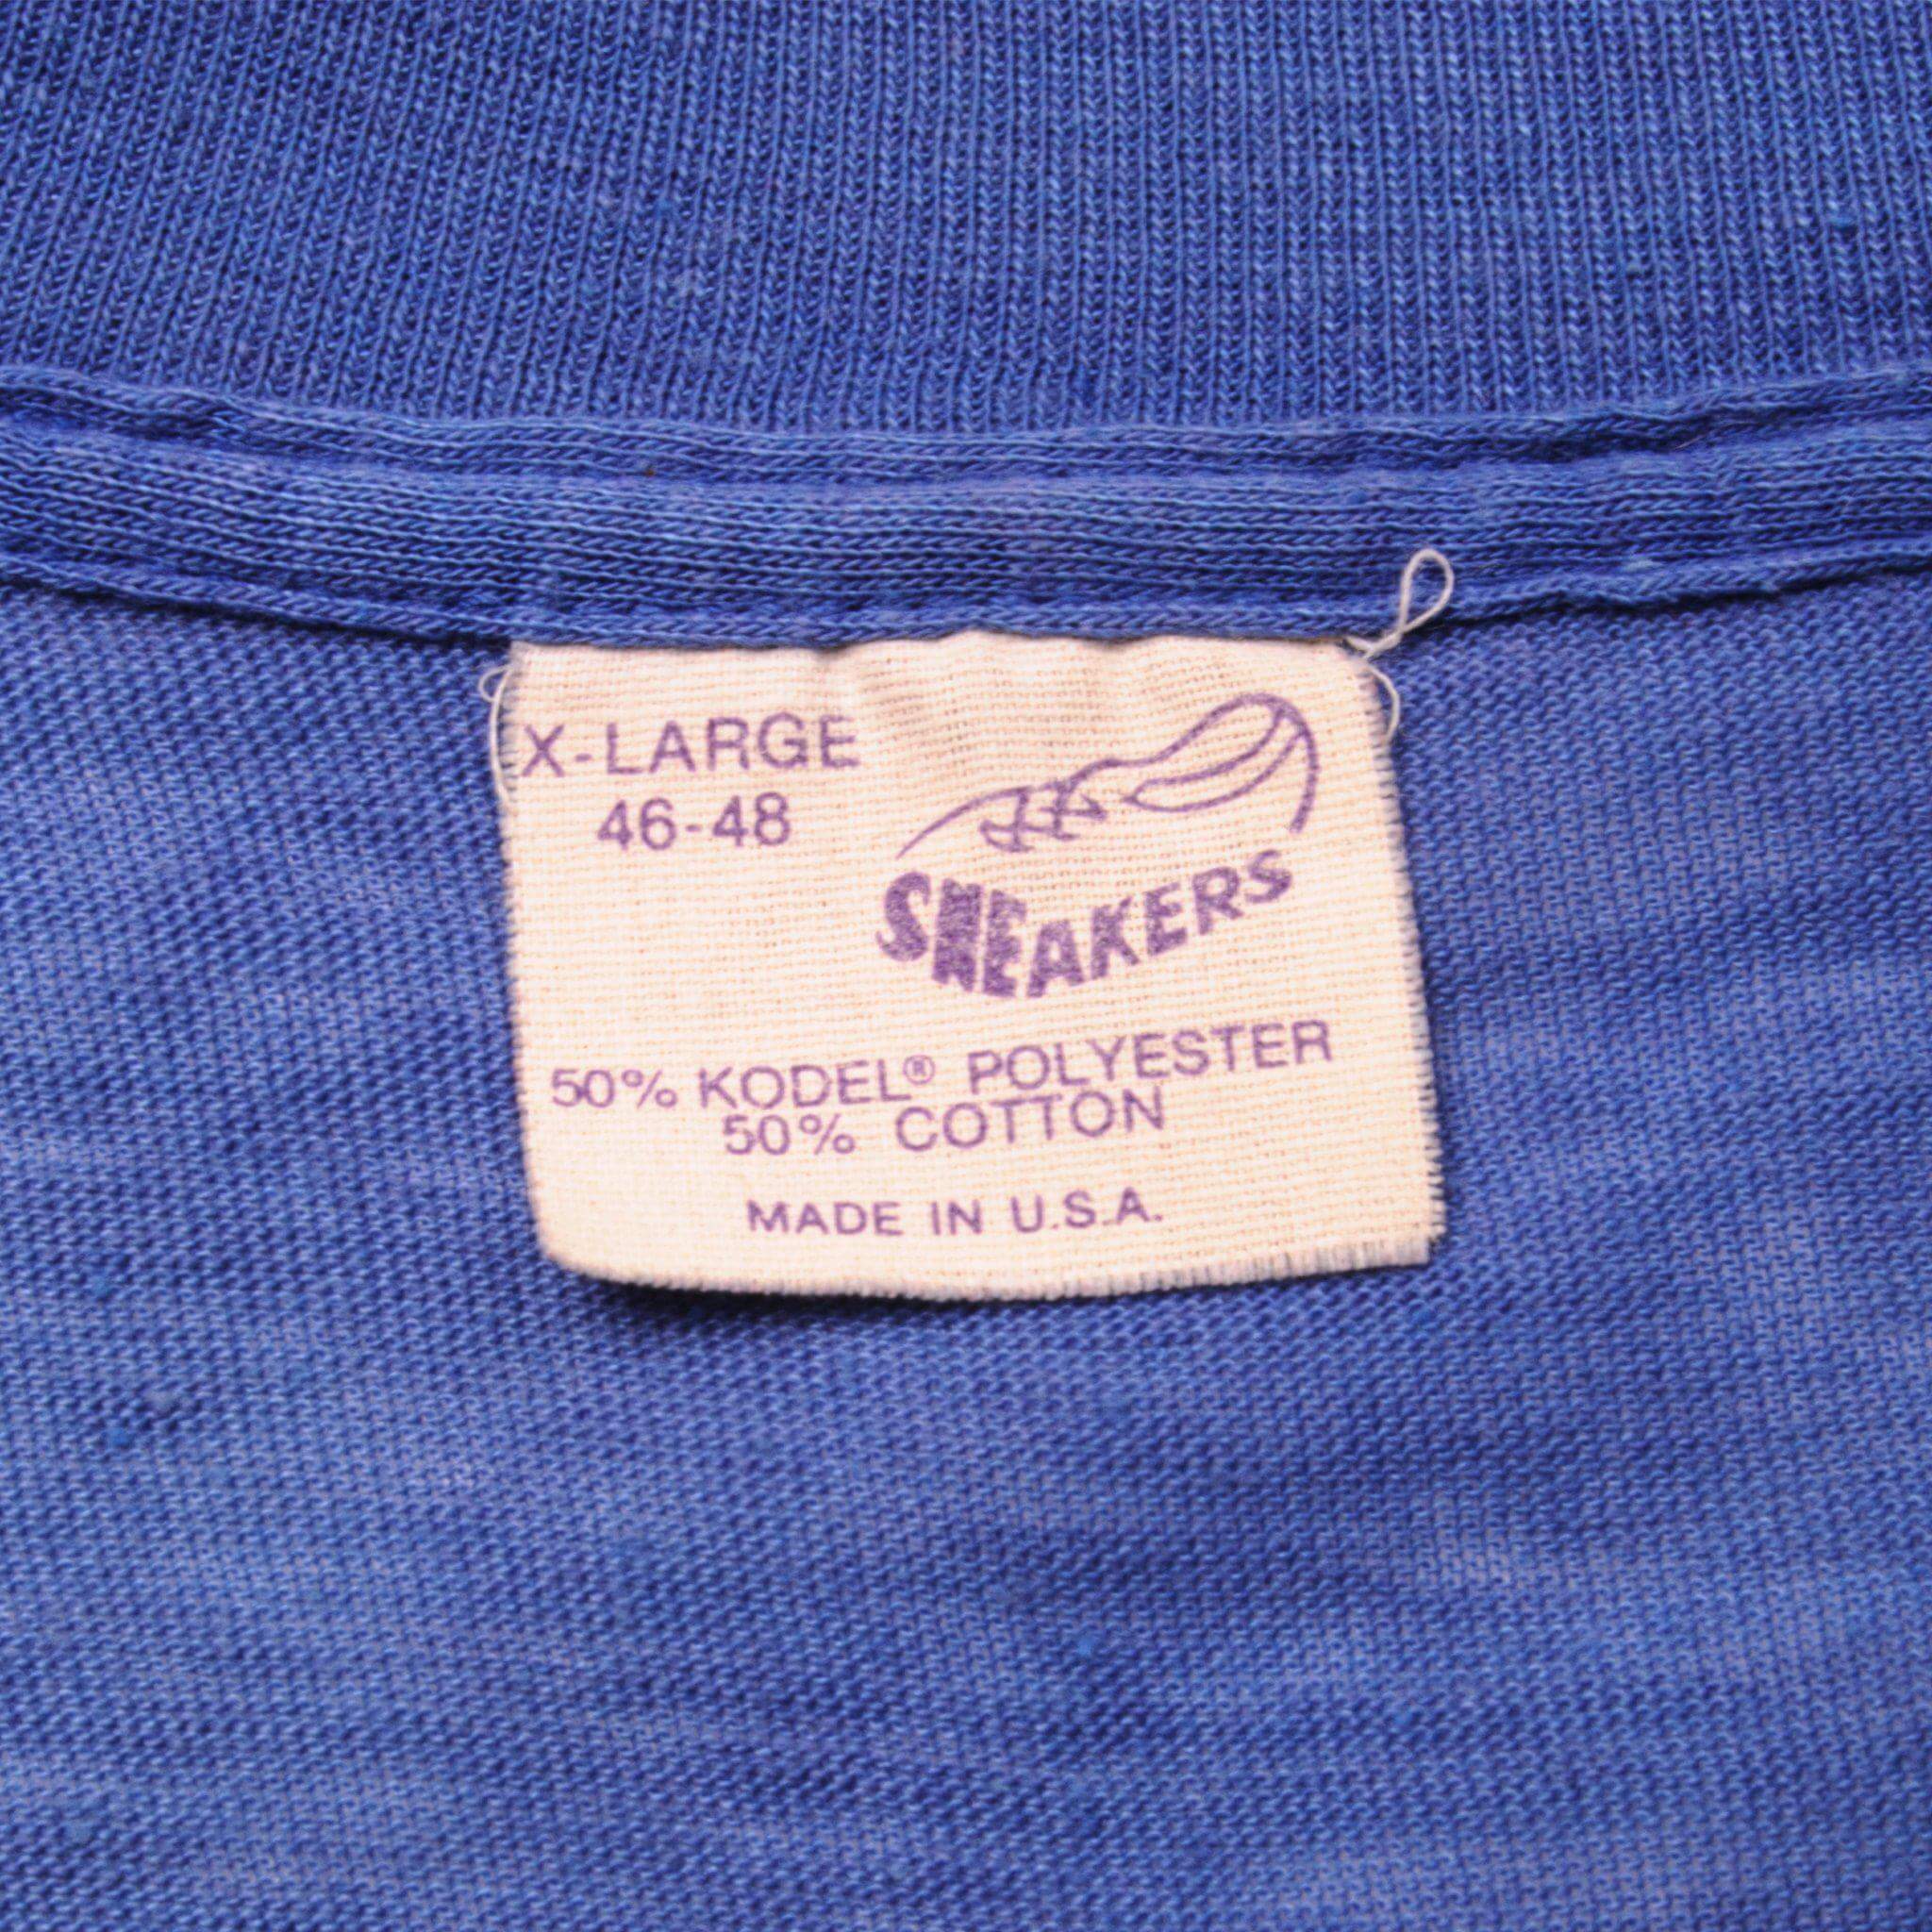 X-LARGE
46-48
SNEAKERS
50% KODEL® POLYESTER
50% COTTON
MADE IN U.S.A.